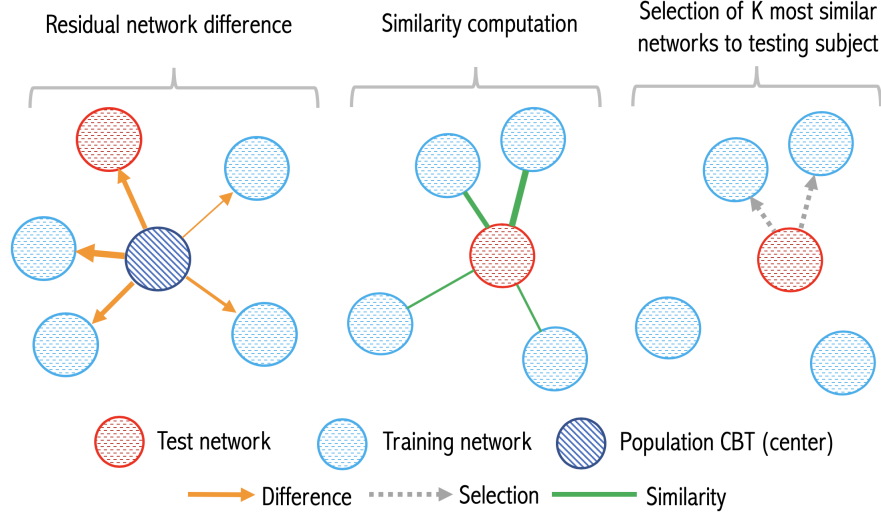 Residual network difference
Similarity computation
Selection of K most similar
networks to testing subject
Test network
Training network
Population CBT (center)
Difference
Selection
Similarity